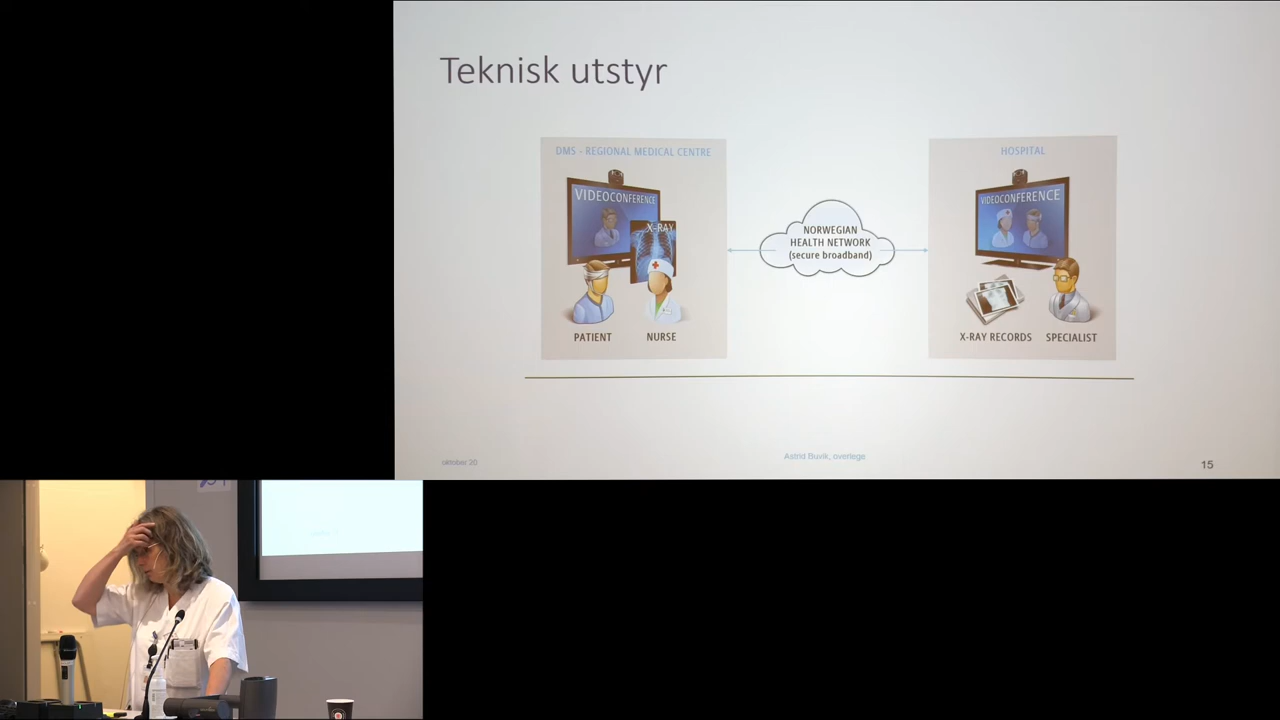 Teknisk utstyr
DMS - REGIONAL MEDICAL CENTRE
VIDEOCONFERENCE
X-RAY
PATIENT
NURSE
NORWEGIAN
HEALTH NETWORK
(secure broadband)
HOSPITAL
VIDEOCONFERENCE
X-RAY RECORDS
SPECIALIST
oktober 20
Astrid Buvik, overlege
15